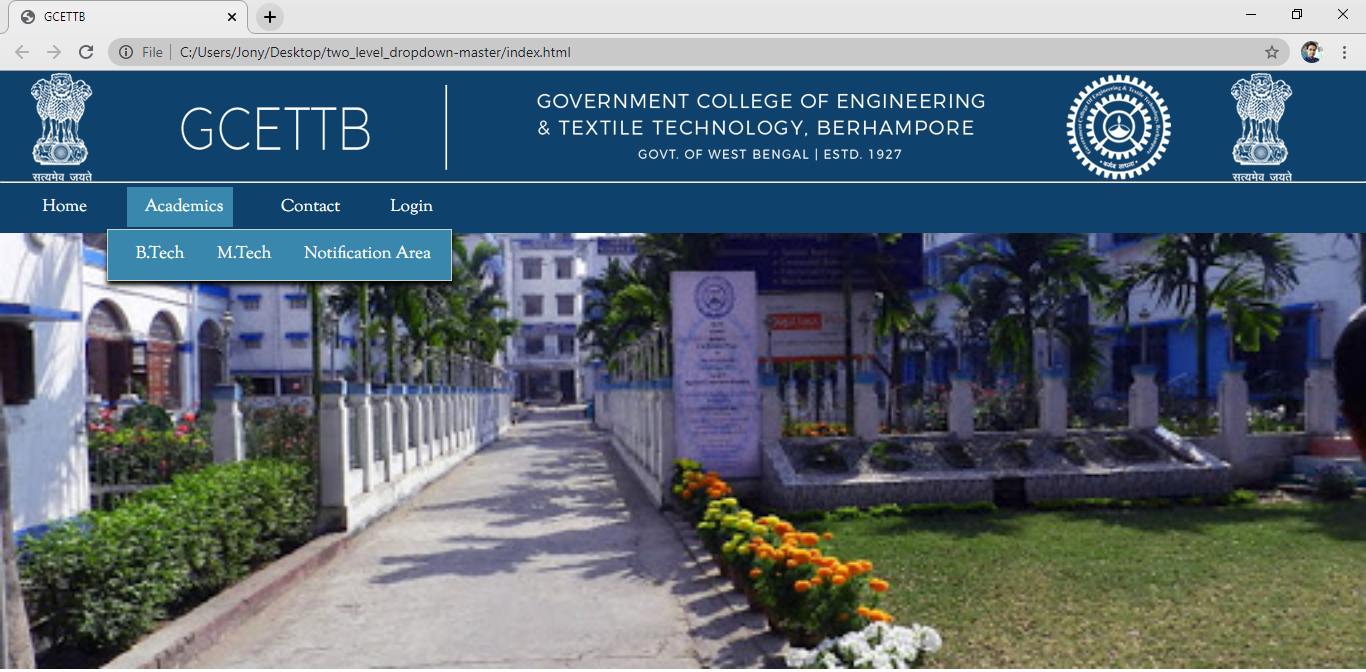 GCETTB
File
C:/Users/Jony/Desktop/two_level_dropdown-master/index.html
सत्यमेव जयते
GCETTB
GOVERNMENT COLLEGE OF ENGINEERING
& TEXTILE TECHNOLOGY, BERHAMPORE
GOVT. OF WEST BENGAL | ESTD. 1927
सत्यमेव जयते
Home Academics Contact Login
B.Tech M.Tech Notification Area